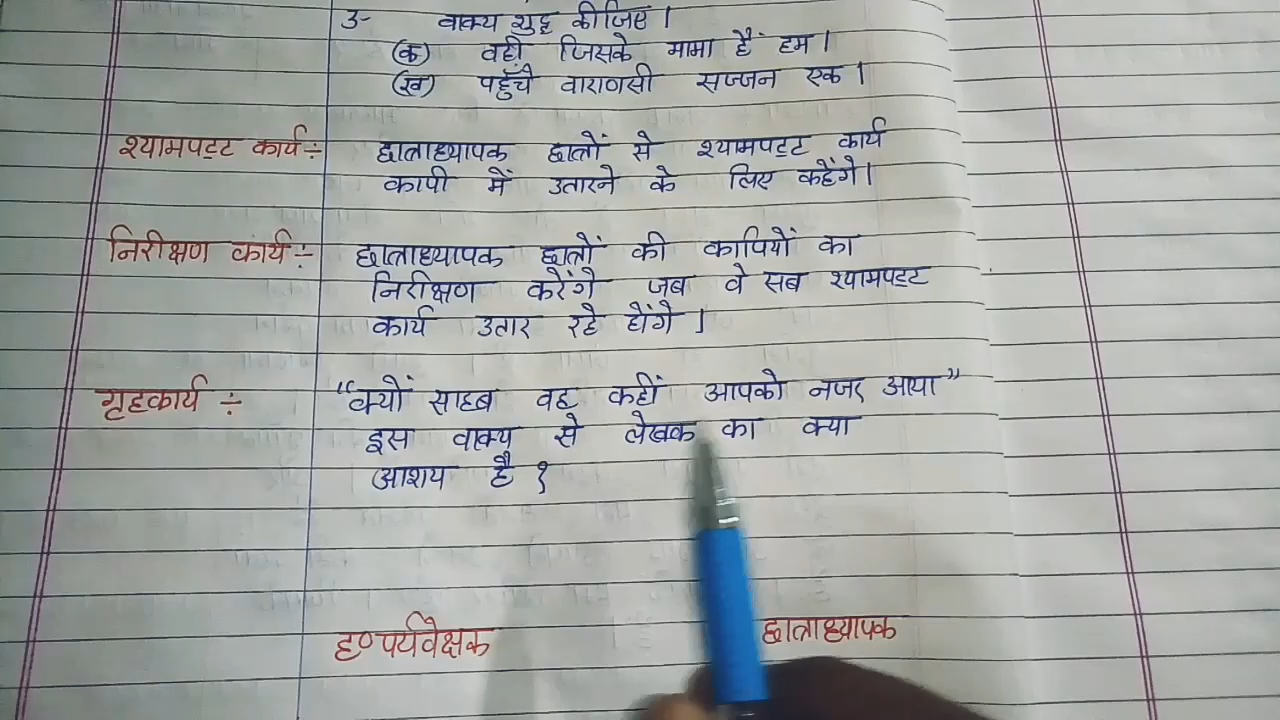 3- वाक्य शुद्ध कीजिए।
(क) वही जिसके मामा हैं हम।
(ख) पहुँचे वाराणसी सज्जन एक।
श्यामपट्ट कार्य :- छात्राध्यापक छात्रों से श्यामपट्ट कार्य
कापी में उतारने के लिए कहेंगे।
निरीक्षण कार्य :- छात्राध्यापक छात्रों की कापियों का
निरीक्षण करेंगे जब वे सब श्यामपट्ट
कार्य उतार रहे होंगे।
गृहकार्य :- “क्यों साहब वह कहीं आपको नजर आया”
इस वाक्य से लेखक का क्या
आशय है ?
ह० पर्यवेक्षक छात्राध्यापक